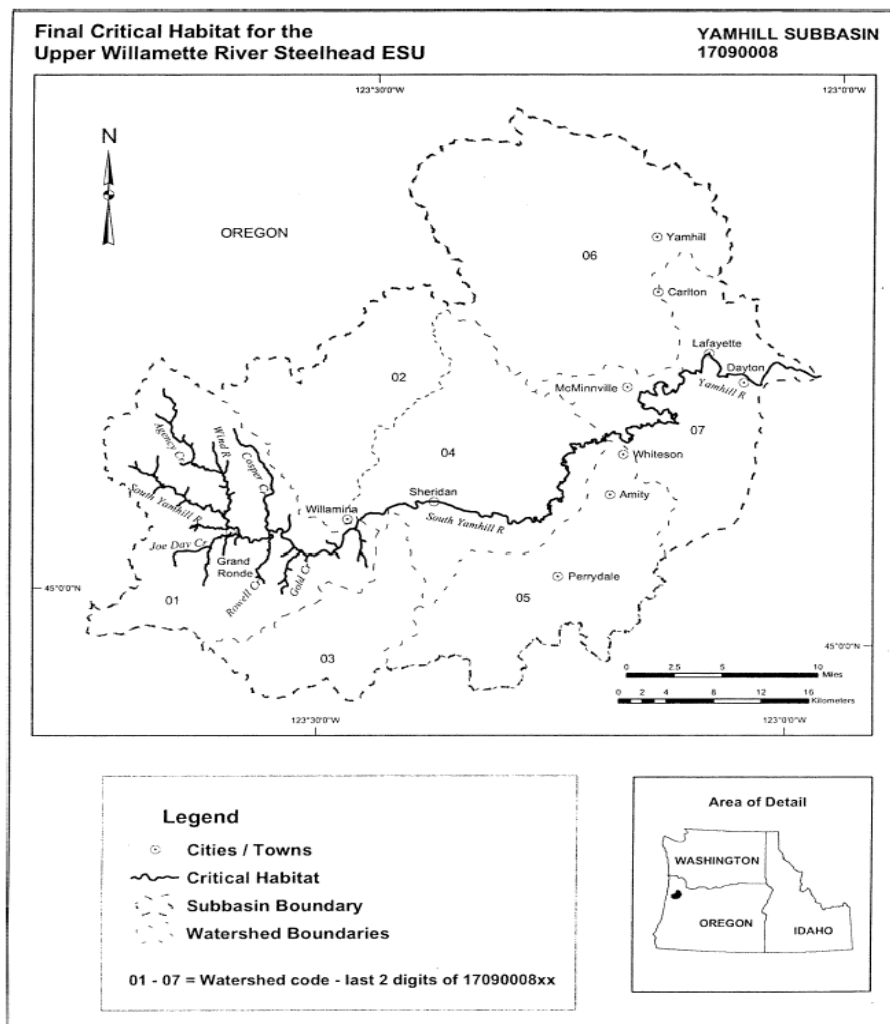 Final Critical Habitat for the
Upper Willamette River Steelhead ESU
YAMHILL SUBBASIN
17090008
123°30'0"W
123°0'0"W
N
OREGON
06
Yamhill
Carlton
Lafayette
Dayton
Yamhill R
McMinnville
02
07
04
Whiteson
Agency Cr
Wind R
Cosper Cr
Sheridan
Amity
Willamina
South Yamhill R
South Yamhill R
Joe Day Cr
Grand
Ronde
Rowell Cr
Gold Cr
Perrydale
45°0'0"N
01
05
03
45°0'0"N
0 2.5 5 10
Miles
0 2 4 8 12 16
Kilometers
123°30'0"W
123°0'0"W
Legend
Cities / Towns
Critical Habitat
Subbasin Boundary
Watershed Boundaries
01 - 07 = Watershed code - last 2 digits of 17090008xx
Area of Detail
WASHINGTON
OREGON
IDAHO